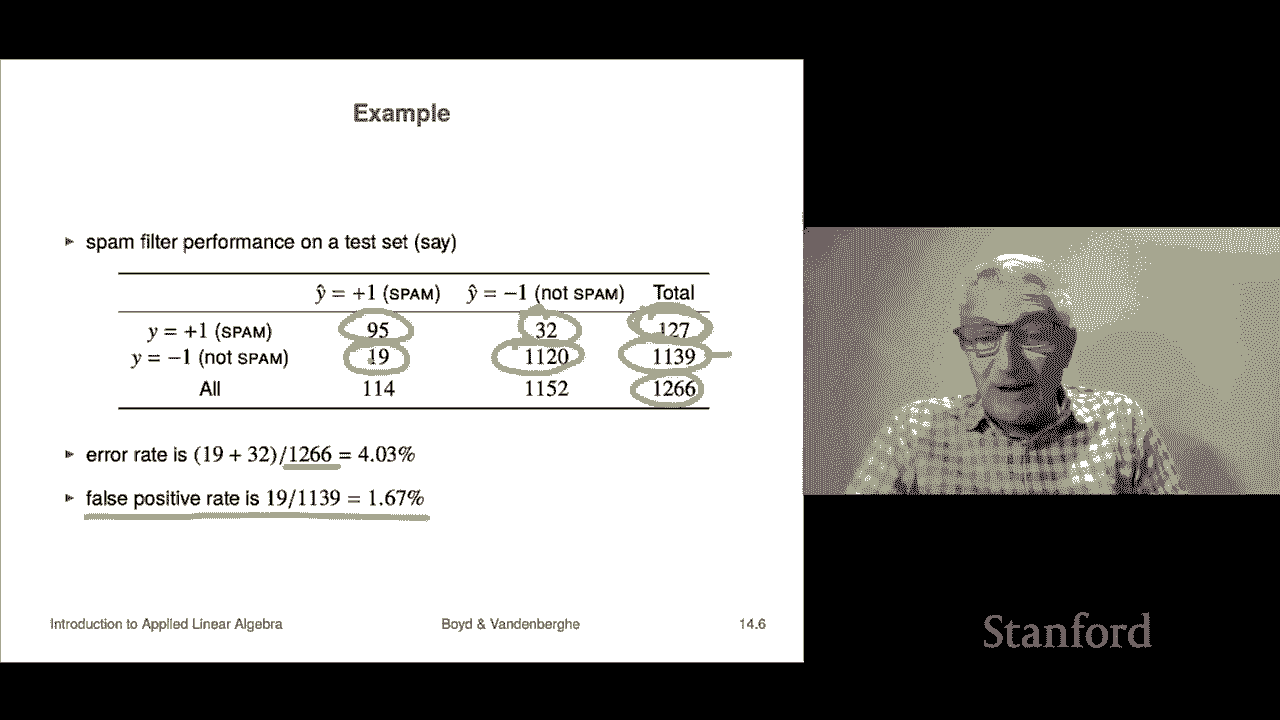 Example
▶ spam filter performance on a test set (say)
ŷ = +1 (SPAM) ŷ = −1 (not SPAM) Total
y = +1 (SPAM) 95 32 127
y = −1 (not SPAM) 19 1120 1139
All 114 1152 1266
▶ error rate is (19 + 32)/1266 = 4.03%
▶ false positive rate is 19/1139 = 1.67%
Introduction to Applied Linear Algebra Boyd & Vandenberghe 14.6
Stanford